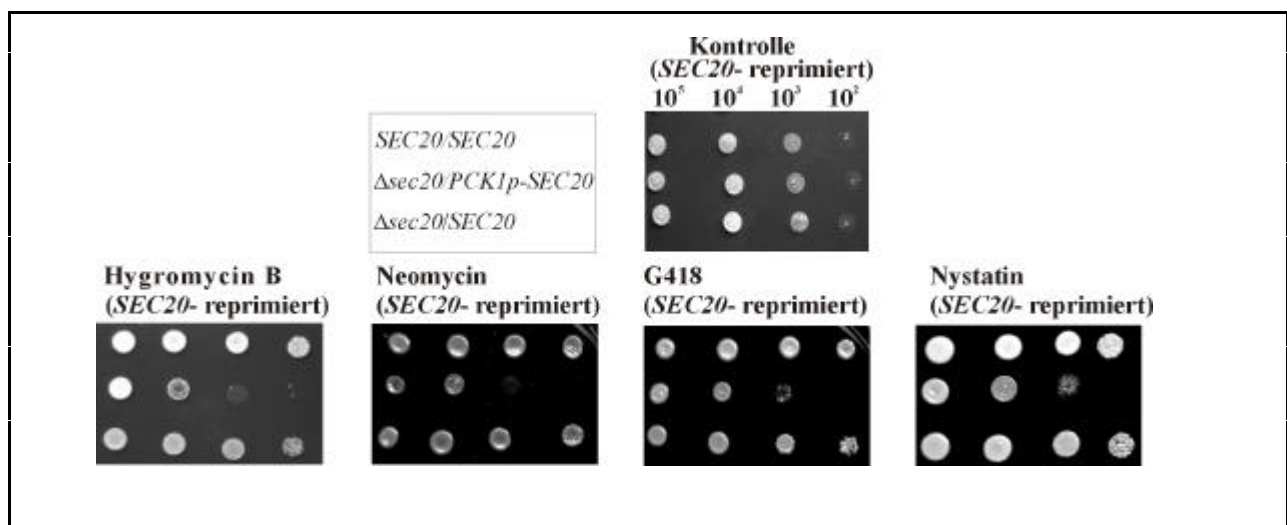 Kontrolle
(SEC20- reprimiert)
10⁵ 10⁴ 10³ 10²
SEC20/SEC20
Δsec20/PCK1p-SEC20
Δsec20/SEC20
Hygromycin B
(SEC20- reprimiert)
Neomycin
(SEC20- reprimiert)
G418
(SEC20- reprimiert)
Nystatin
(SEC20- reprimiert)